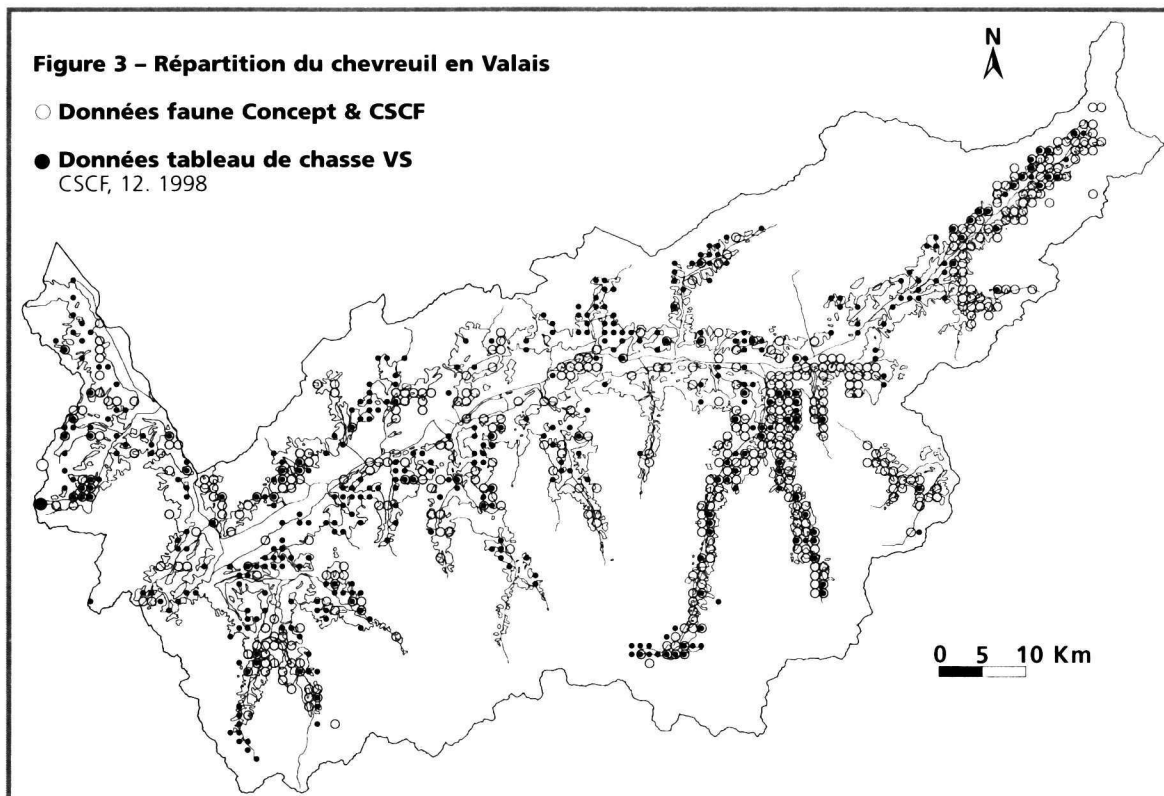 Figure 3 – Répartition du chevreuil en Valais
Données faune Concept & CSCF
Données tableau de chasse VS
CSCF, 12. 1998
N
0 5 10 Km